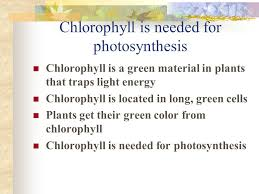 Chlorophyll is needed for
photosynthesis
Chlorophyll is a green material in plants
that traps light energy
Chlorophyll is located in long, green cells
Plants get their green color from
chlorophyll
Chlorophyll is needed for photosynthesis